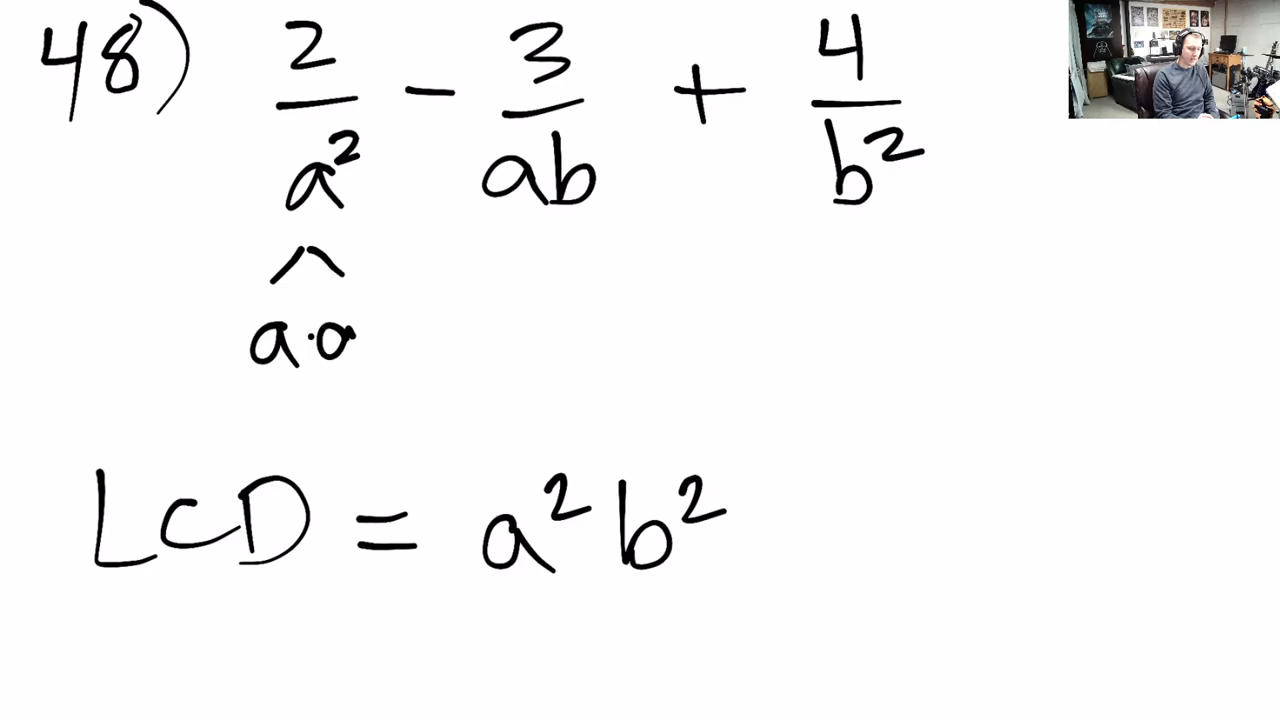 48) 2/a² - 3/ab + 4/b²
a·a
LCD = a²b²